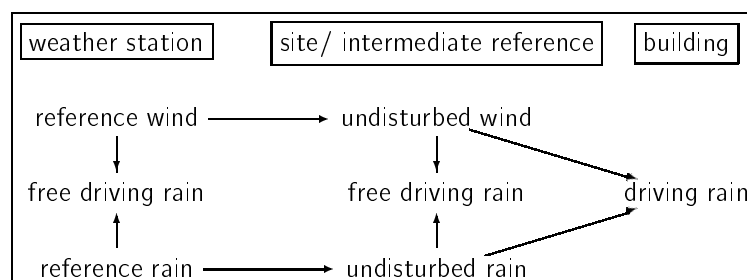 weather station site/ intermediate reference building
reference wind undisturbed wind
free driving rain free driving rain driving rain
reference rain undisturbed rain